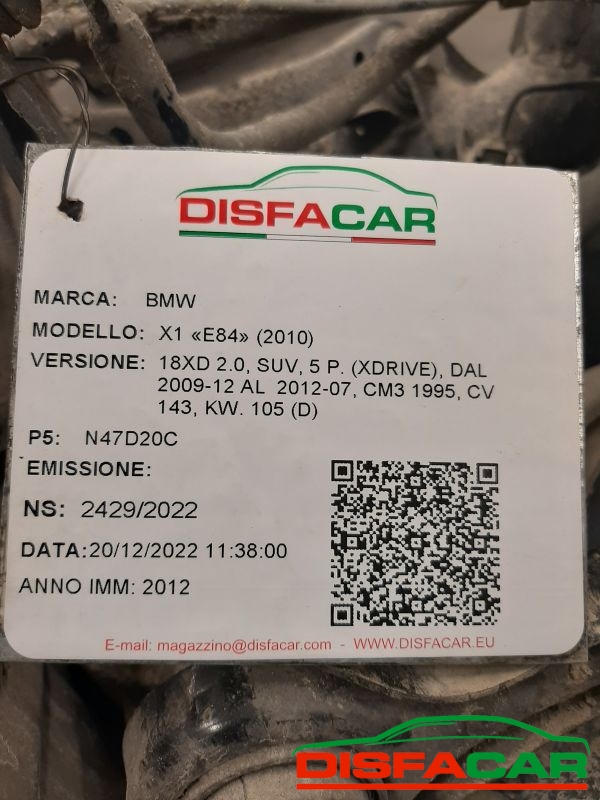 DISFACAR
MARCA: BMW
MODELLO: X1 «E84» (2010)
VERSIONE: 18XD 2.0, SUV, 5 P. (XDRIVE), DAL
2009-12 AL 2012-07, CM3 1995, CV
143, KW. 105 (D)
P5: N47D20C
EMISSIONE:
NS: 2429/2022
DATA:20/12/2022 11:38:00
ANNO IMM: 2012
E-mail: magazzino@disfacar.com - WWW.DISFACAR.EU
DISFACAR